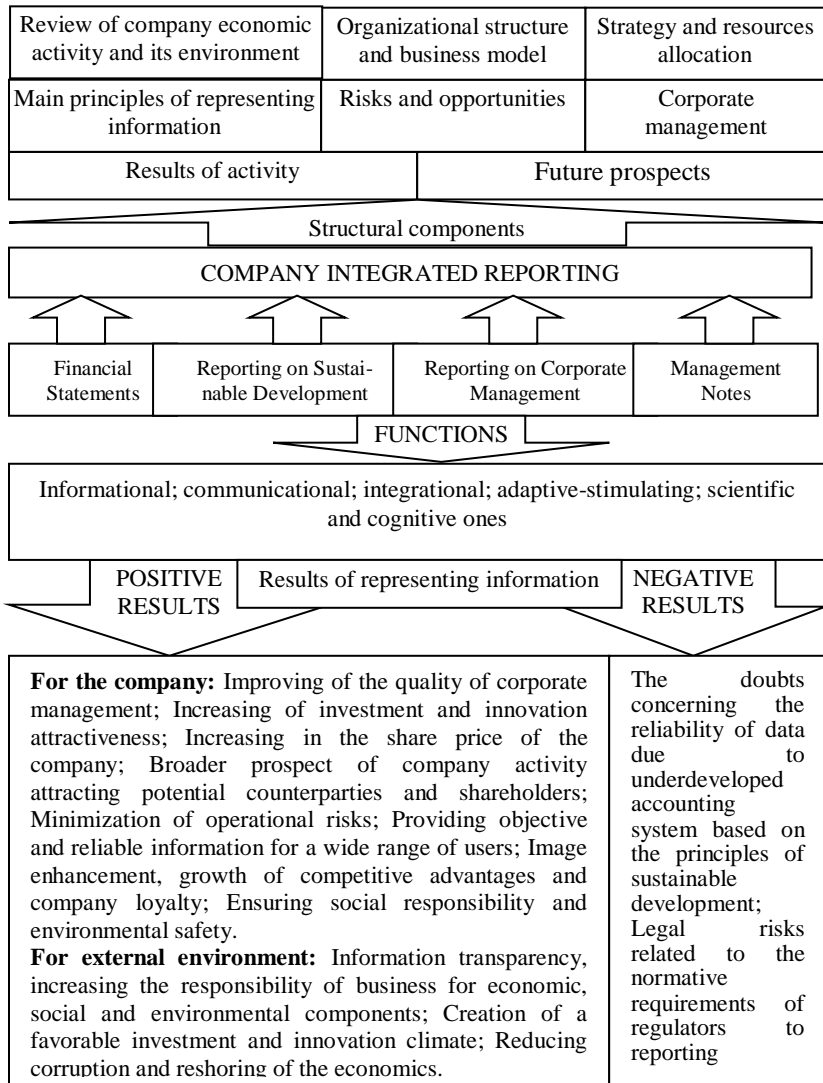 Review of company economic
activity and its environment
Organizational structure
and business model
Strategy and resources
allocation
Main principles of representing
information
Risks and opportunities
Corporate
management
Results of activity
Future prospects
Structural components
COMPANY INTEGRATED REPORTING
Financial
Statements
Reporting on Sustai-
nable Development
Reporting on Corporate
Management
Management
Notes
FUNCTIONS
Informational; communicational; integrational; adaptive-stimulating; scientific
and cognitive ones
POSITIVE
RESULTS
Results of representing information
NEGATIVE
RESULTS
For the company: Improving of the quality of corporate
management; Increasing of investment and innovation
attractiveness; Increasing in the share price of the
company; Broader prospect of company activity
attracting potential counterparties and shareholders;
Minimization of operational risks; Providing objective
and reliable information for a wide range of users; Image
enhancement, growth of competitive advantages and
company loyalty; Ensuring social responsibility and
environmental safety.
For external environment: Information transparency,
increasing the responsibility of business for economic,
social and environmental components; Creation of a
favorable investment and innovation climate; Reducing
corruption and reshoring of the economics.
The doubts
concerning the
reliability of data
due to
underdeveloped
accounting
system based on
the principles of
sustainable
development;
Legal risks
related to the
normative
requirements of
regulators to
reporting